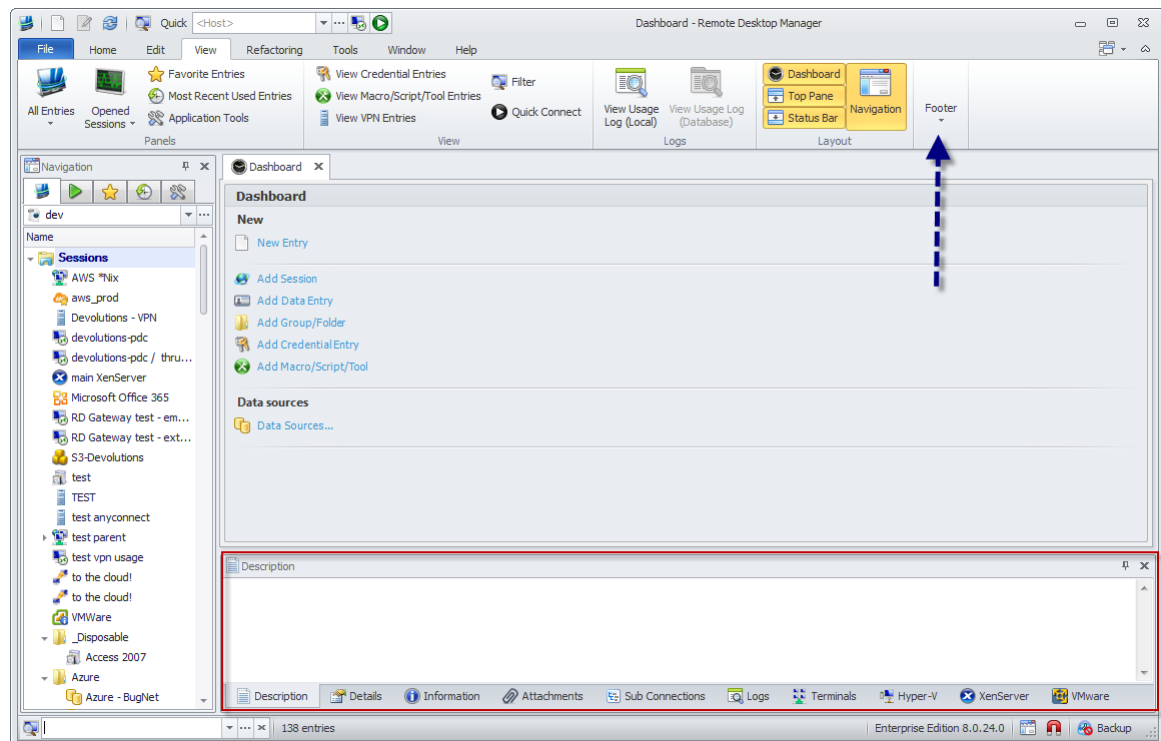 Quick <Host> Dashboard - Remote Desktop Manager
File Home Edit View Refactoring Tools Window Help
All Entries
Opened Sessions
Favorite Entries
Most Recent Used Entries
Application Tools
Panels
View Credential Entries
View Macro/Script/Tool Entries
View VPN Entries
Filter
Quick Connect
View
View Usage Log (Local)
View Usage Log (Database)
Logs
Dashboard
Top Pane
Status Bar
Navigation
Layout
Footer
Navigation
dev
Name
Sessions
AWS *Nix
aws_prod
Devolutions - VPN
devolutions-pdc
devolutions-pdc / thru...
main XenServer
Microsoft Office 365
RD Gateway test - em...
RD Gateway test - ext...
S3-Devolutions
test
TEST
test anyconnect
test parent
test vpn usage
to the cloud!
to the cloud!
VMWare
_Disposable
Access 2007
Azure
Azure - BugNet
Dashboard
Dashboard
New
New Entry
Add Session
Add Data Entry
Add Group/Folder
Add Credential Entry
Add Macro/Script/Tool
Data sources
Data Sources...
Description
Description Details Information Attachments Sub Connections Logs Terminals Hyper-V XenServer VMware
138 entries Enterprise Edition 8.0.24.0 Backup